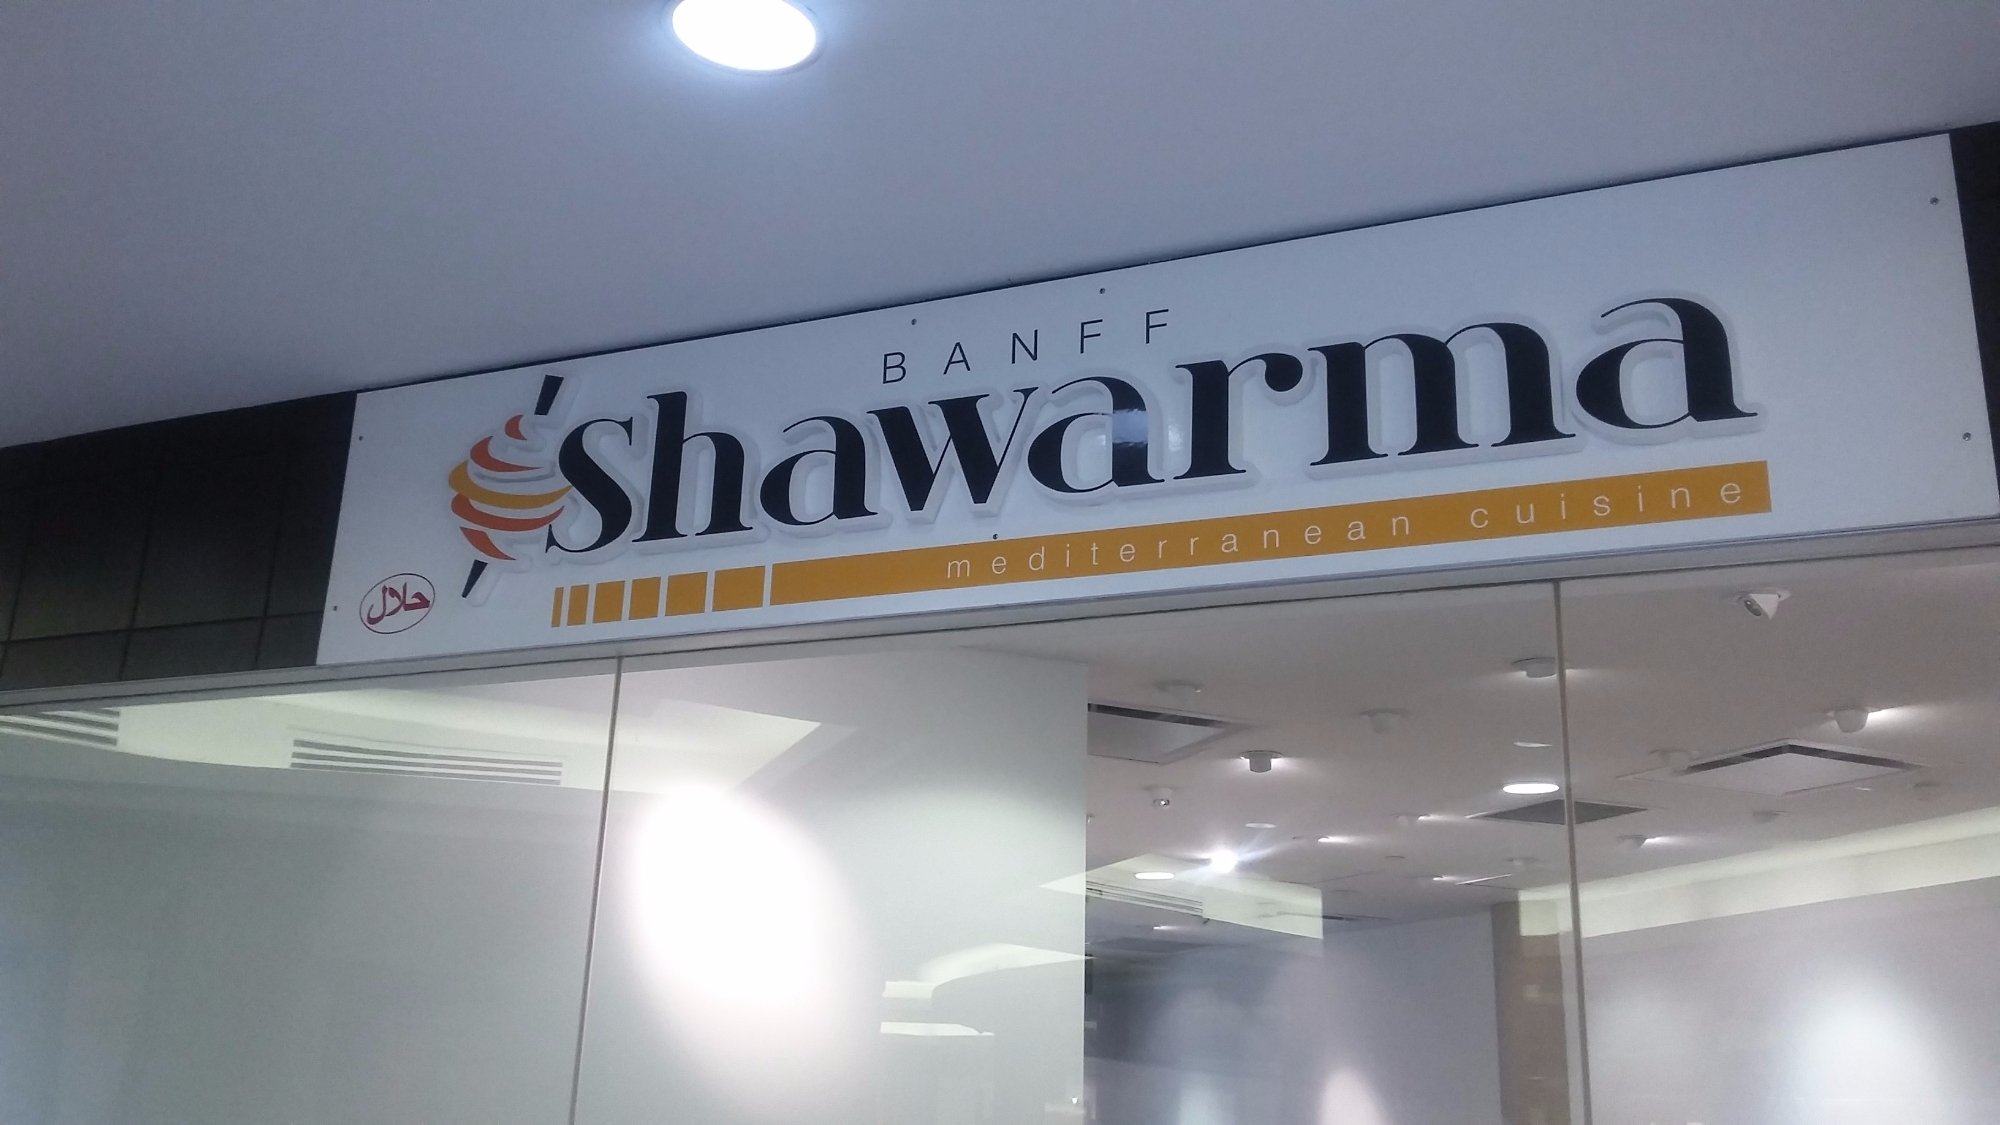 BANFF
Shawarma
mediterranean cuisine
حلال